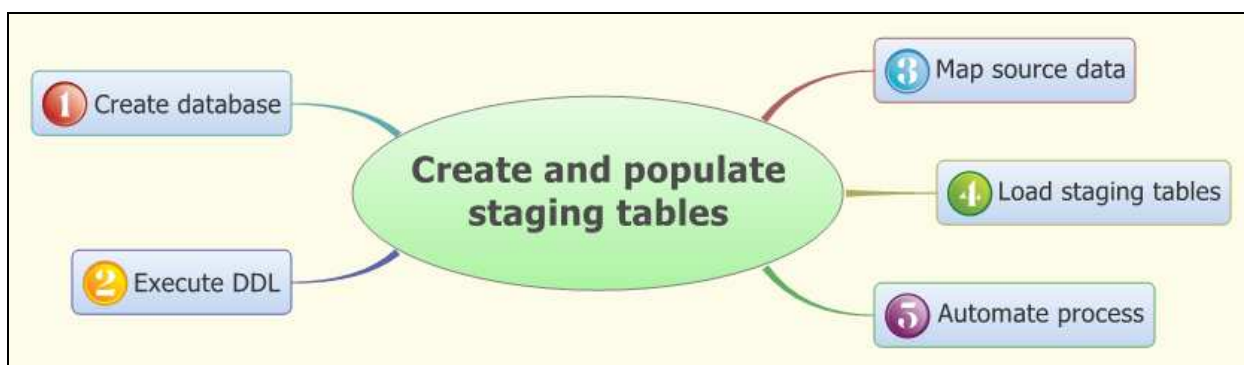 1 Create database
2 Execute DDL
Create and populate
staging tables
3 Map source data
4 Load staging tables
5 Automate process